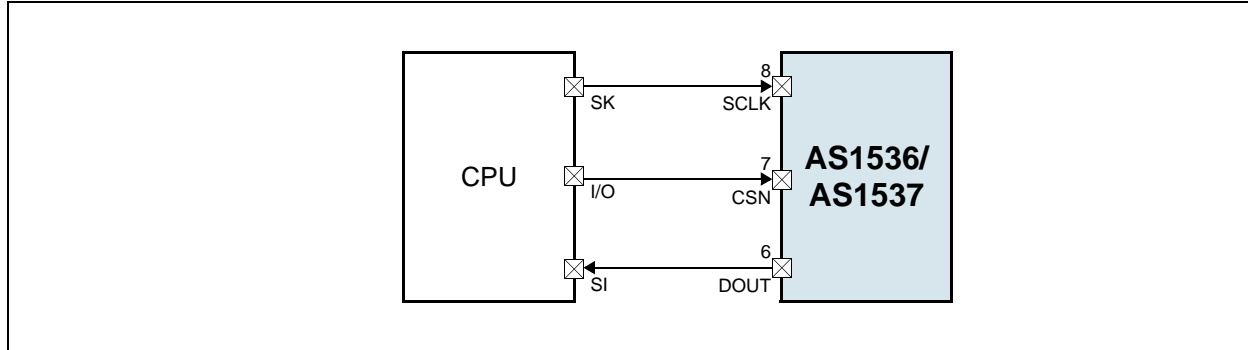 8
SK SCLK
CPU
7
I/O CSN
AS1536/
AS1537
6
SI DOUT